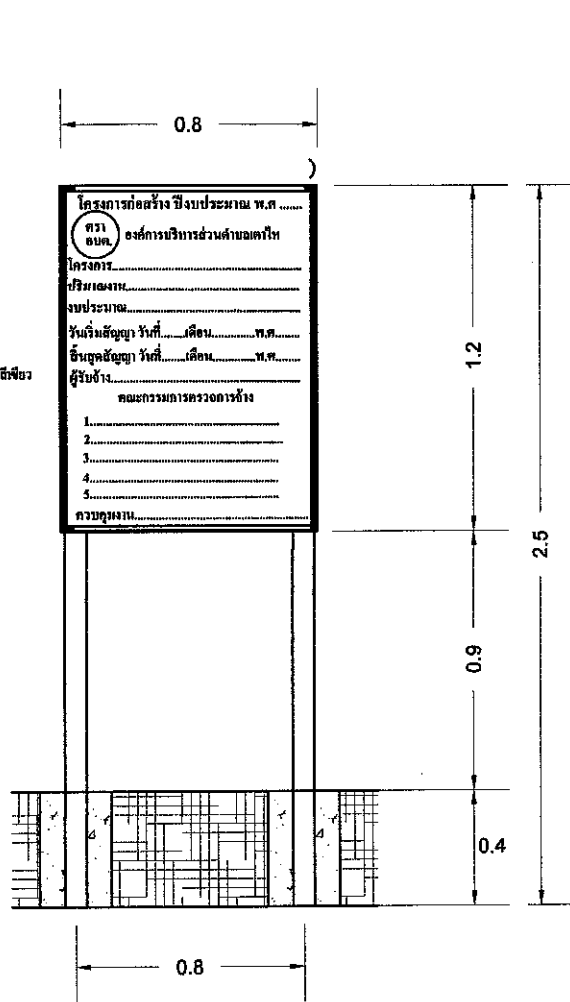 0.8
)
โครงการก่อสร้าง ปีงบประมาณ พ.ศ ......
ตรา
อบต.
องค์การบริหารส่วนตำบลเตาไห
โครงการ..................................................
ปริมาณงาน..................................................
งบประมาณ..................................................
วันเริ่มสัญญา วันที่........เดือน.............พ.ศ.........
สิ้นสุดสัญญา วันที่.......เดือน.............พ.ศ.........
ผู้รับจ้าง..................................................
คณะกรรมการตรวจการจ้าง
1..................................................
2..................................................
3..................................................
4..................................................
5..................................................
ควบคุมงาน..................................................
1.2
2.5
0.9
0.4
0.8